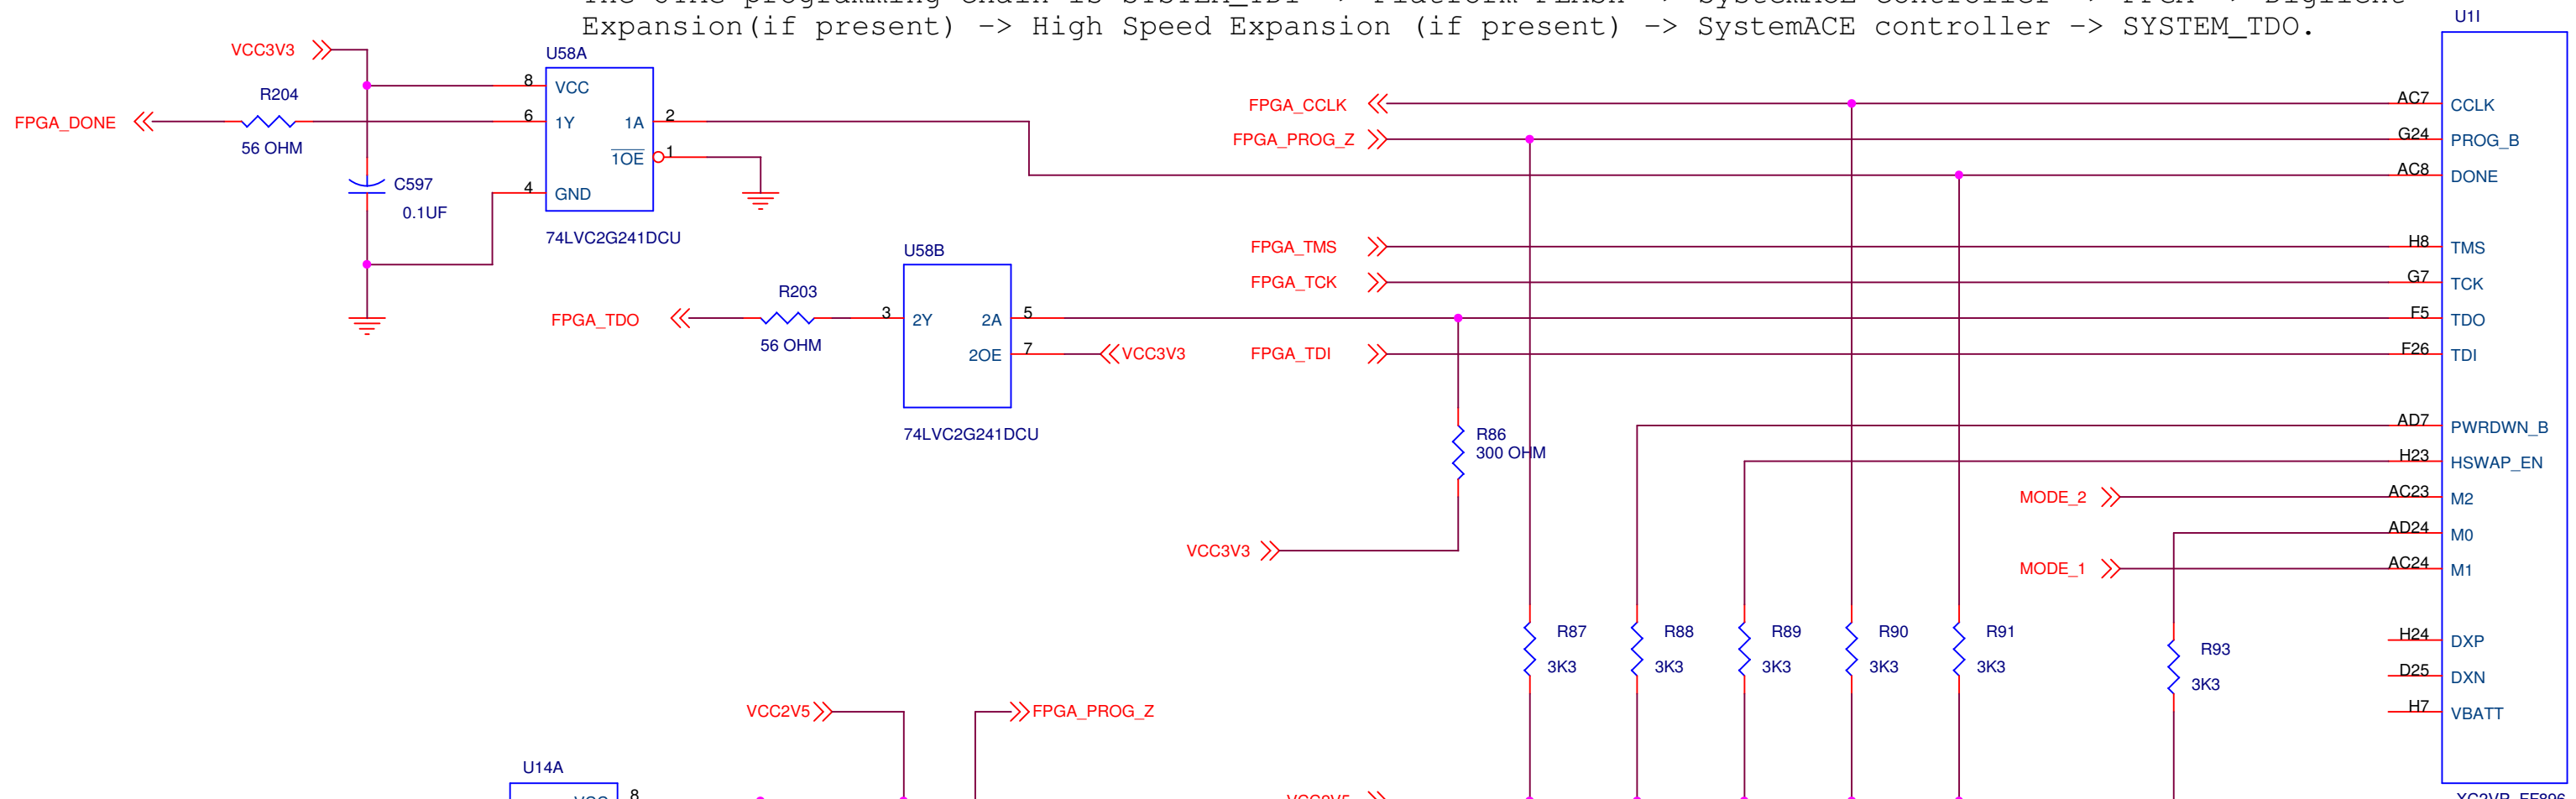 Expansion(if present) -> High Speed Expansion (if present) -> SystemACE controller -> SYSTEM_TDO.
U1I
VCC3V3
U58A
R204
8
VCC
FPGA_DONE
6
1Y
1A
2
56 OHM
1OE
1
C597
0.1UF
4
GND
74LVC2G241DCU
FPGA_CCLK
AC7
CCLK
FPGA_PROG_Z
G24
PROG_B
AC8
DONE
U58B
FPGA_TMS
H8
TMS
FPGA_TCK
G7
TCK
R203
FPGA_TDO
3
2Y
2A
5
F5
TDO
56 OHM
2OE
7
VCC3V3
FPGA_TDI
F26
TDI
74LVC2G241DCU
R86
300 OHM
AD7
PWRDWN_B
H23
HSWAP_EN
MODE_2
AC23
M2
AD24
M0
VCC3V3
MODE_1
AC24
M1
R87
3K3
R88
3K3
R89
3K3
R90
3K3
R91
3K3
R93
3K3
H24
DXP
D25
DXN
H7
VBATT
VCC2V5
FPGA_PROG_Z
U14A
8